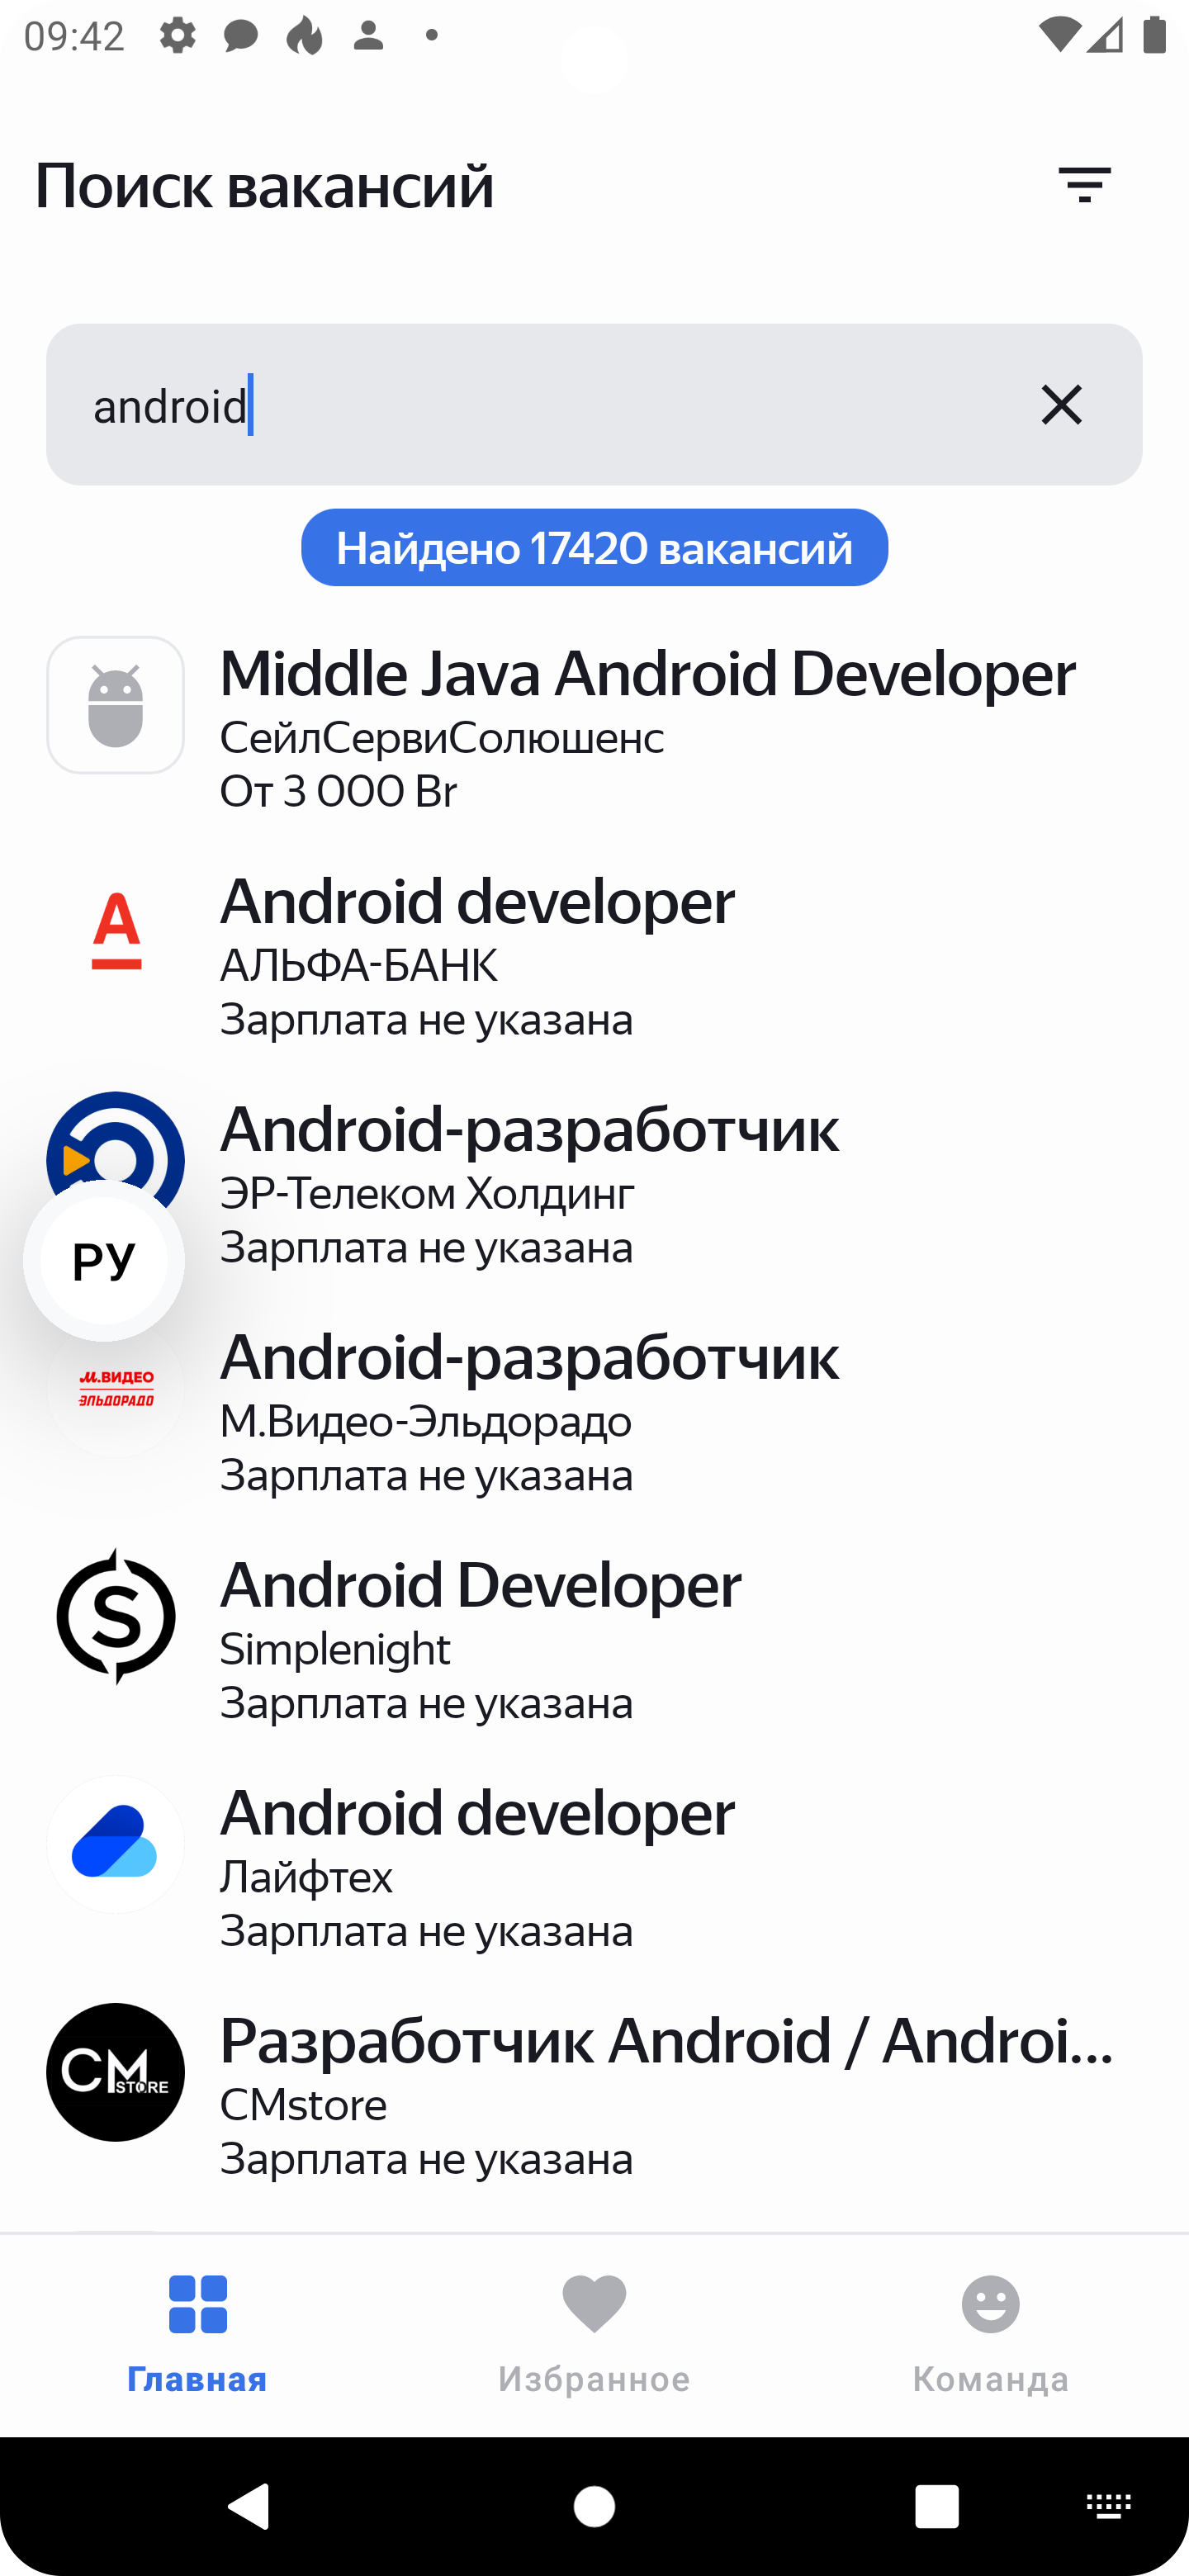 09:42
Поиск вакансий
android
Найдено 17420 вакансий
Middle Java Android Developer
СейлСервиСолюшенс
От 3 000 Br
А
Android developer
АЛЬФА-БАНК
Зарплата не указана
Android-разработчик
ЭР-Телеком Холдинг
Зарплата не указана
РУ
Android-разработчик
М.ВИДЕО
ЭЛЬДОРАДО
М.Видео-Эльдорадо
Зарплата не указана
S
Android Developer
Simplenight
Зарплата не указана
Android developer
Лайфтех
Зарплата не указана
Разработчик Android / Androi...
CM STORE
CMstore
Зарплата не указана
Главная
Избранное
Команда